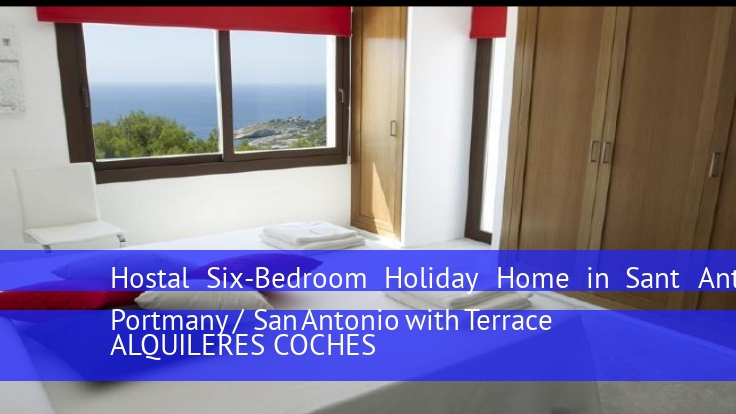 Hostal Six-Bedroom Holiday Home in Sant Ant
Portmany / San Antonio with Terrace
ALQUILERES COCHES